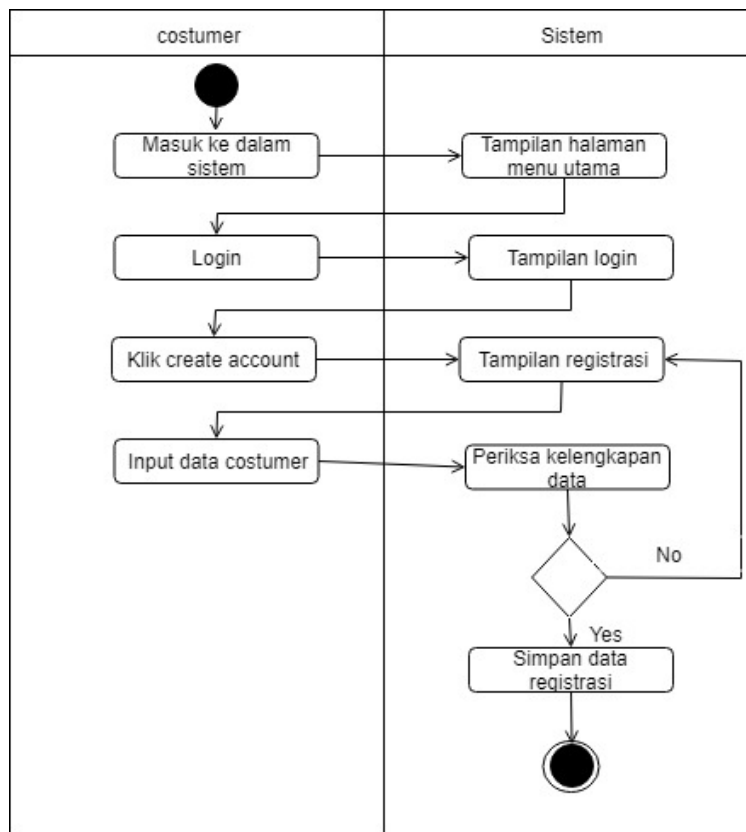 costumer
Sistem
Masuk ke dalam
sistem
Tampilan halaman
menu utama
Login
Tampilan login
Klik create account
Tampilan registrasi
Input data costumer
Periksa kelengkapan
data
No
Yes
Simpan data
registrasi